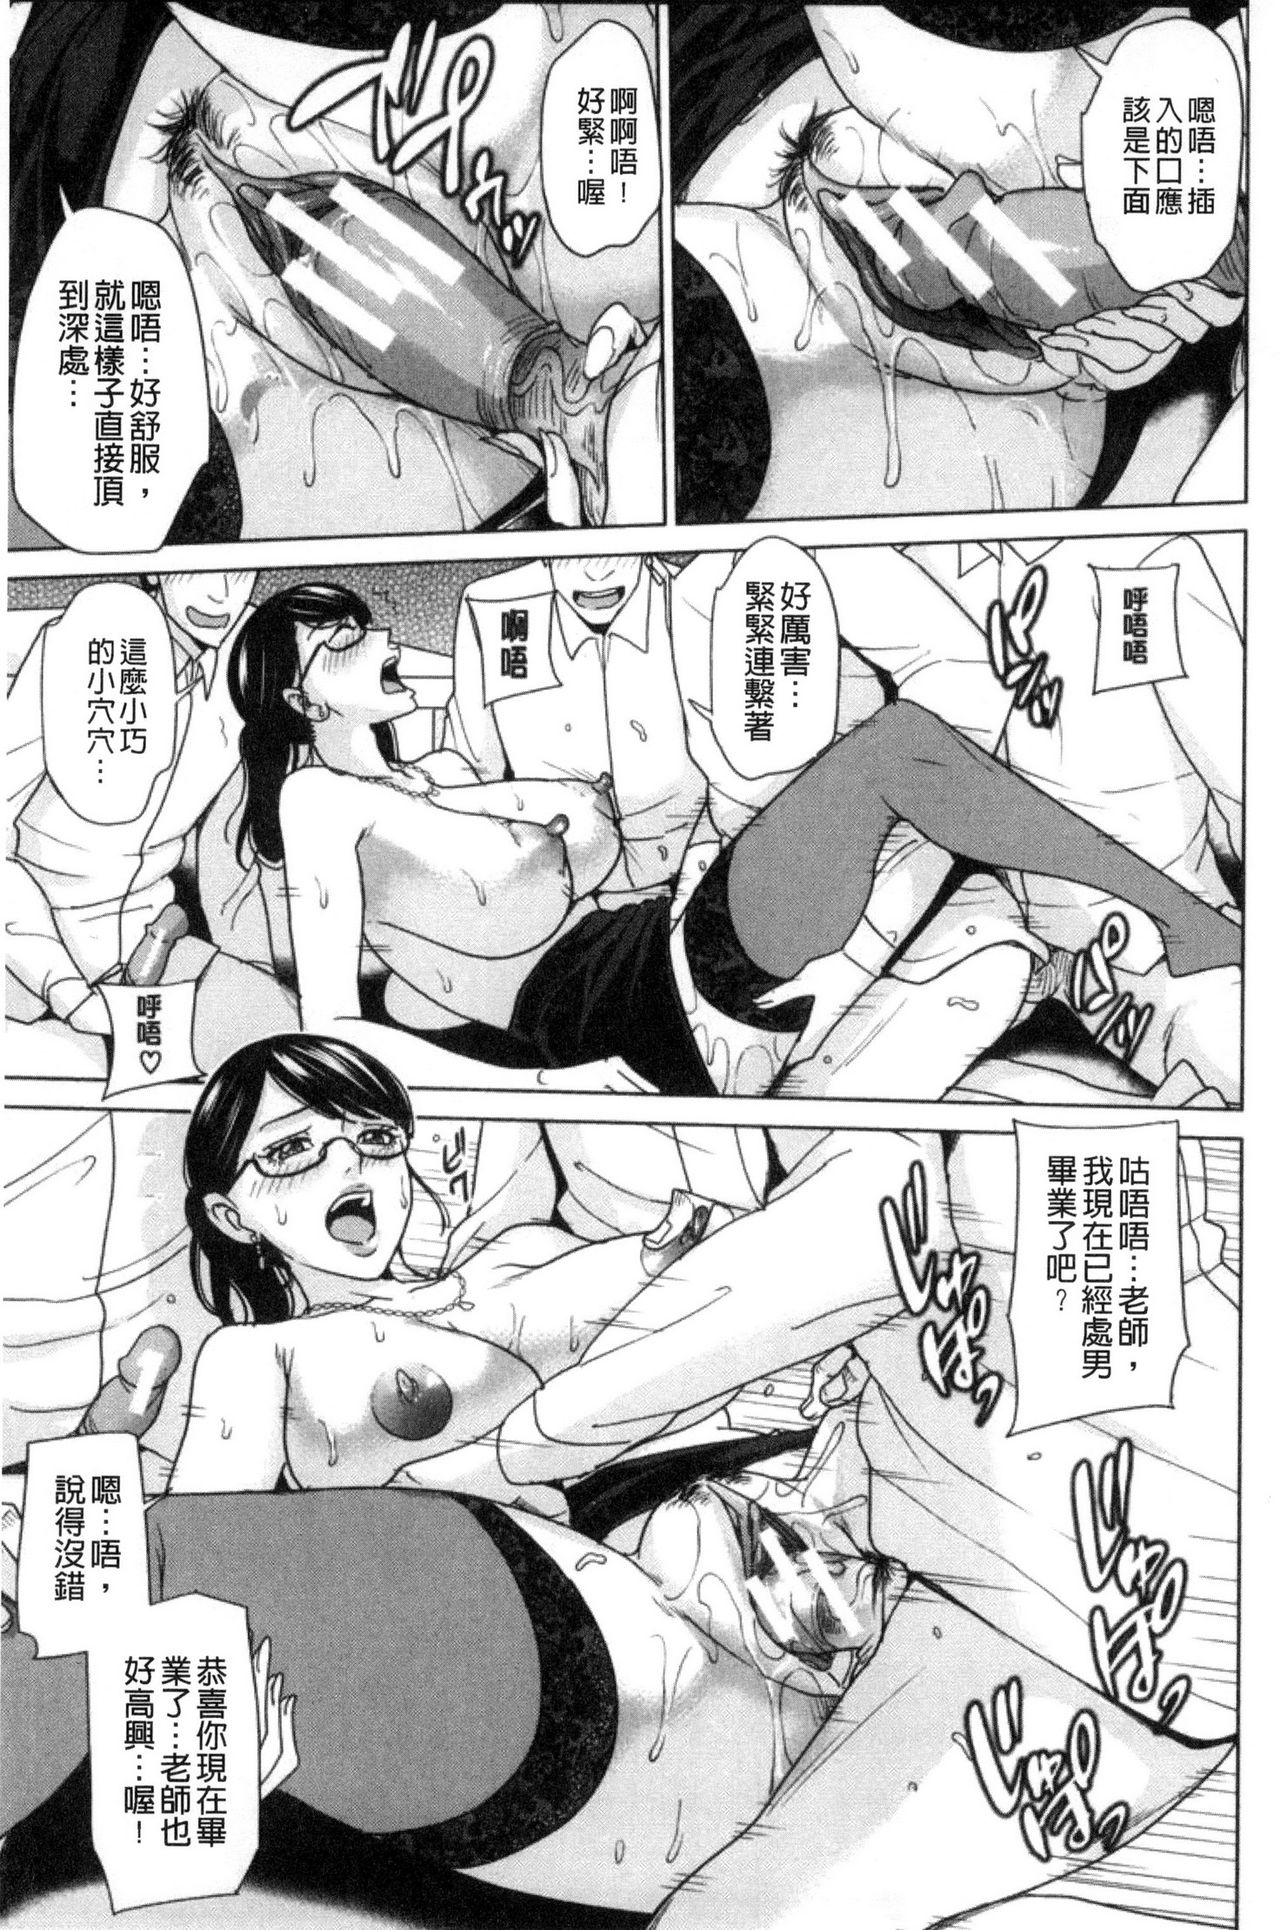 嗯唔…插
入的口應
該是下面
啊啊唔！
好緊…喔
嗯唔…好舒服，
就這樣子直接頂
到深處…
呼唔唔
好厲害…
緊緊連繫著
啊唔
這麼小巧
的小穴穴…
呼唔♡
咕唔唔…老師，
我現在已經處男
畢業了吧？
嗯…唔，
說得沒錯
恭喜你現在畢
業了…老師也
好高興…喔！